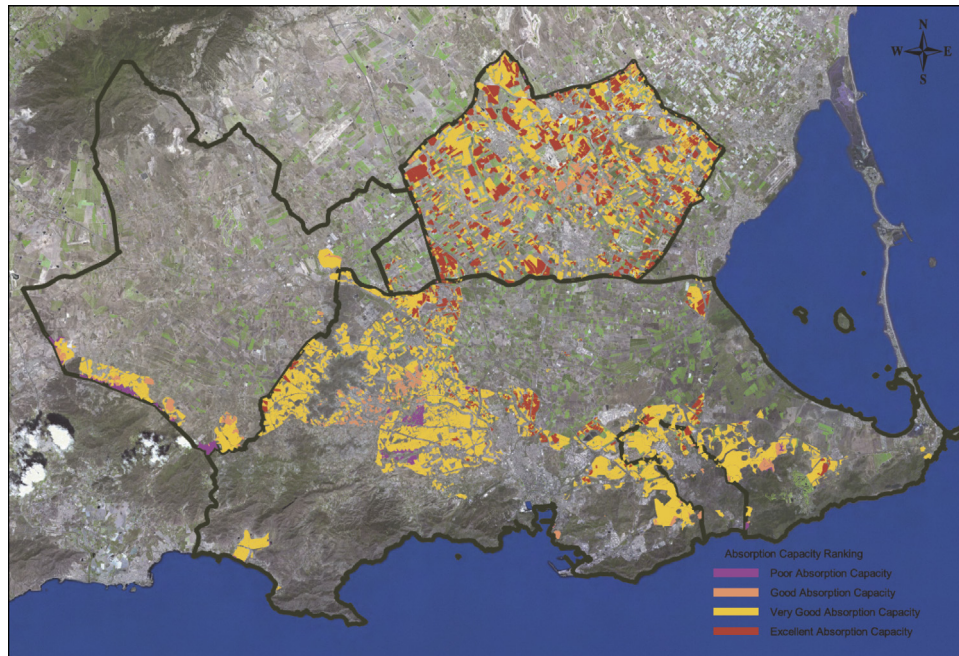 N
W E
S
Absorption Capacity Ranking
Poor Absorption Capacity
Good Absorption Capacity
Very Good Absorption Capacity
Excellent Absorption Capacity